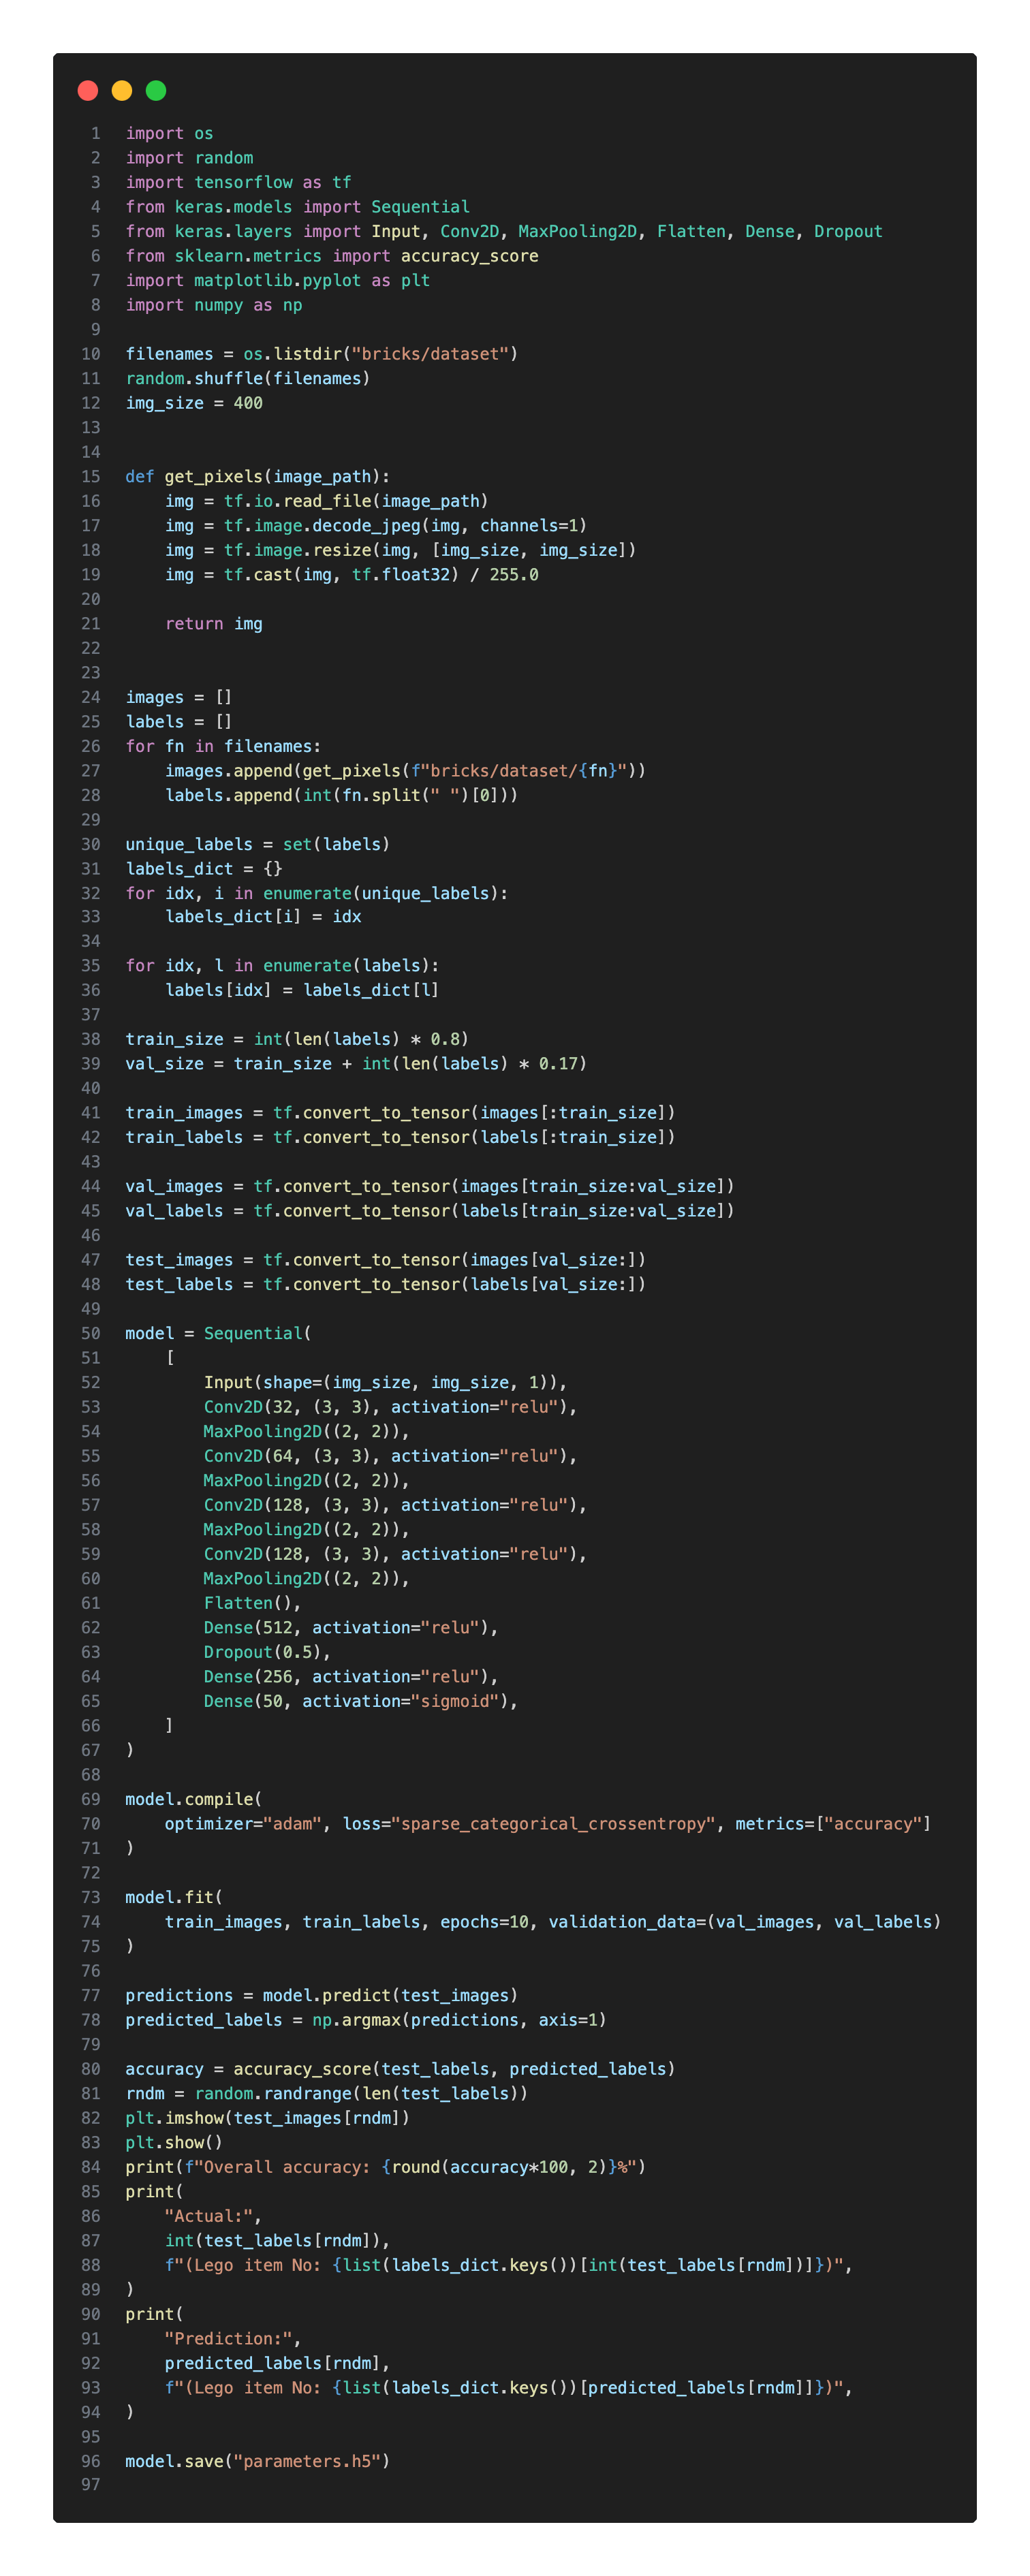 1 import os
2 import random
3 import tensorflow as tf
4 from keras.models import Sequential
5 from keras.layers import Input, Conv2D, MaxPooling2D, Flatten, Dense, Dropout
6 from sklearn.metrics import accuracy_score
7 import matplotlib.pyplot as plt
8 import numpy as np
9
10 filenames = os.listdir("bricks/dataset")
11 random.shuffle(filenames)
12 img_size = 400
13
14
15 def get_pixels(image_path):
16     img = tf.io.read_file(image_path)
17     img = tf.image.decode_jpeg(img, channels=1)
18     img = tf.image.resize(img, [img_size, img_size])
19     img = tf.cast(img, tf.float32) / 255.0
20
21     return img
22
23
24 images = []
25 labels = []
26 for fn in filenames:
27     images.append(get_pixels(f"bricks/dataset/{fn}"))
28     labels.append(int(fn.split(" ")[0]))
29
30 unique_labels = set(labels)
31 labels_dict = {}
32 for idx, i in enumerate(unique_labels):
33     labels_dict[i] = idx
34
35 for idx, l in enumerate(labels):
36     labels[idx] = labels_dict[l]
37
38 train_size = int(len(labels) * 0.8)
39 val_size = train_size + int(len(labels) * 0.17)
40
41 train_images = tf.convert_to_tensor(images[:train_size])
42 train_labels = tf.convert_to_tensor(labels[:train_size])
43
44 val_images = tf.convert_to_tensor(images[train_size:val_size])
45 val_labels = tf.convert_to_tensor(labels[train_size:val_size])
46
47 test_images = tf.convert_to_tensor(images[val_size:])
48 test_labels = tf.convert_to_tensor(labels[val_size:])
49
50 model = Sequential(
51     [
52         Input(shape=(img_size, img_size, 1)),
53         Conv2D(32, (3, 3), activation="relu"),
54         MaxPooling2D((2, 2)),
55         Conv2D(64, (3, 3), activation="relu"),
56         MaxPooling2D((2, 2)),
57         Conv2D(128, (3, 3), activation="relu"),
58         MaxPooling2D((2, 2)),
59         Conv2D(128, (3, 3), activation="relu"),
60         MaxPooling2D((2, 2)),
61         Flatten(),
62         Dense(512, activation="relu"),
63         Dropout(0.5),
64         Dense(256, activation="relu"),
65         Dense(50, activation="sigmoid"),
66     ]
67 )
68
69 model.compile(
70     optimizer="adam", loss="sparse_categorical_crossentropy", metrics=["accuracy"]
71 )
72
73 model.fit(
74     train_images, train_labels, epochs=10, validation_data=(val_images, val_labels)
75 )
76
77 predictions = model.predict(test_images)
78 predicted_labels = np.argmax(predictions, axis=1)
79
80 accuracy = accuracy_score(test_labels, predicted_labels)
81 rndm = random.randrange(len(test_labels))
82 plt.imshow(test_images[rndm])
83 plt.show()
84 print(f"Overall accuracy: {round(accuracy*100, 2)}%")
85 print(
86     "Actual:",
87     int(test_labels[rndm]),
88     f"(Lego item No: {list(labels_dict.keys())[int(test_labels[rndm])]})",
89 )
90 print(
91     "Prediction:",
92     predicted_labels[rndm],
93     f"(Lego item No: {list(labels_dict.keys())[predicted_labels[rndm]]})",
94 )
95
96 model.save("parameters.h5")
97